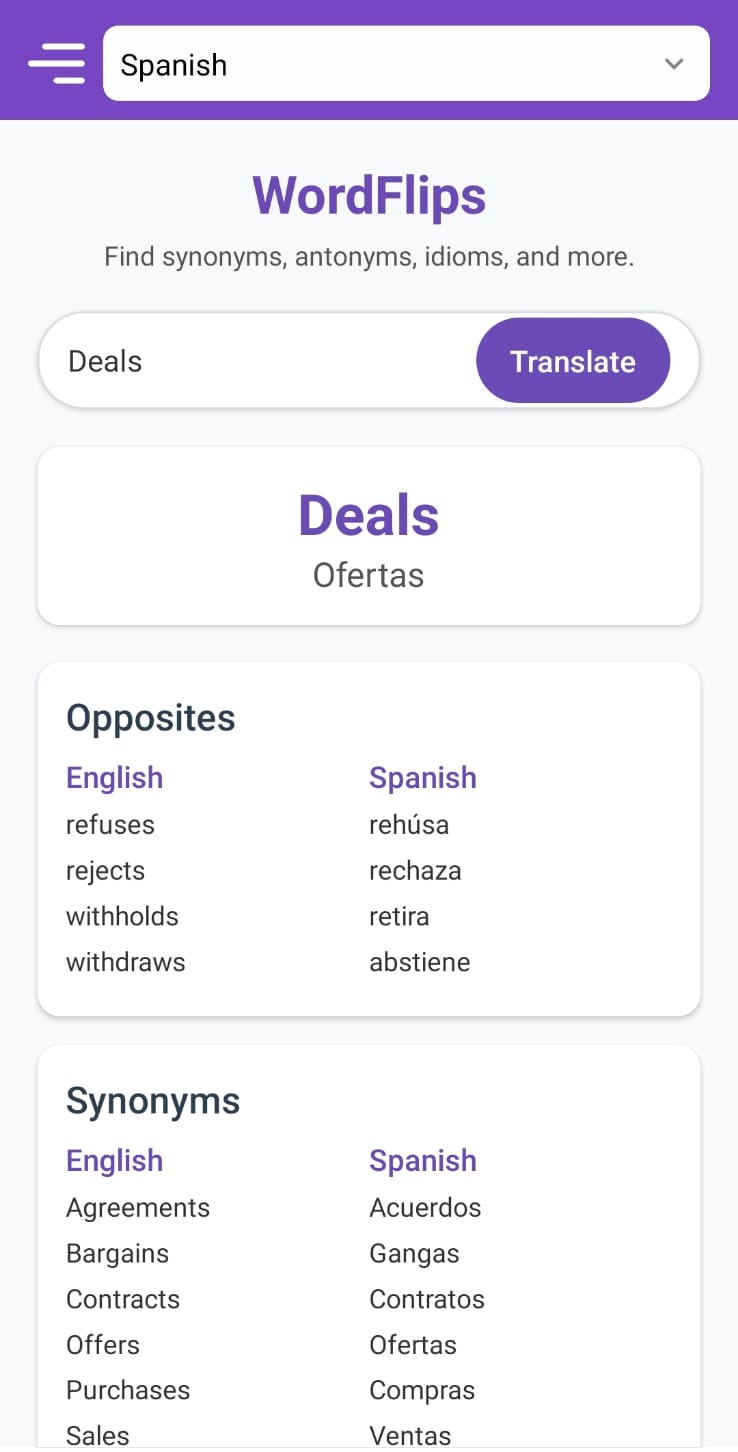 Spanish
WordFlips
Find synonyms, antonyms, idioms, and more.
Deals
Translate
Deals
Ofertas
Opposites
English Spanish
refuses rehúsa
rejects rechaza
withholds retira
withdraws abstiene
Synonyms
English Spanish
Agreements Acuerdos
Bargains Gangas
Contracts Contratos
Offers Ofertas
Purchases Compras
Sales Ventas